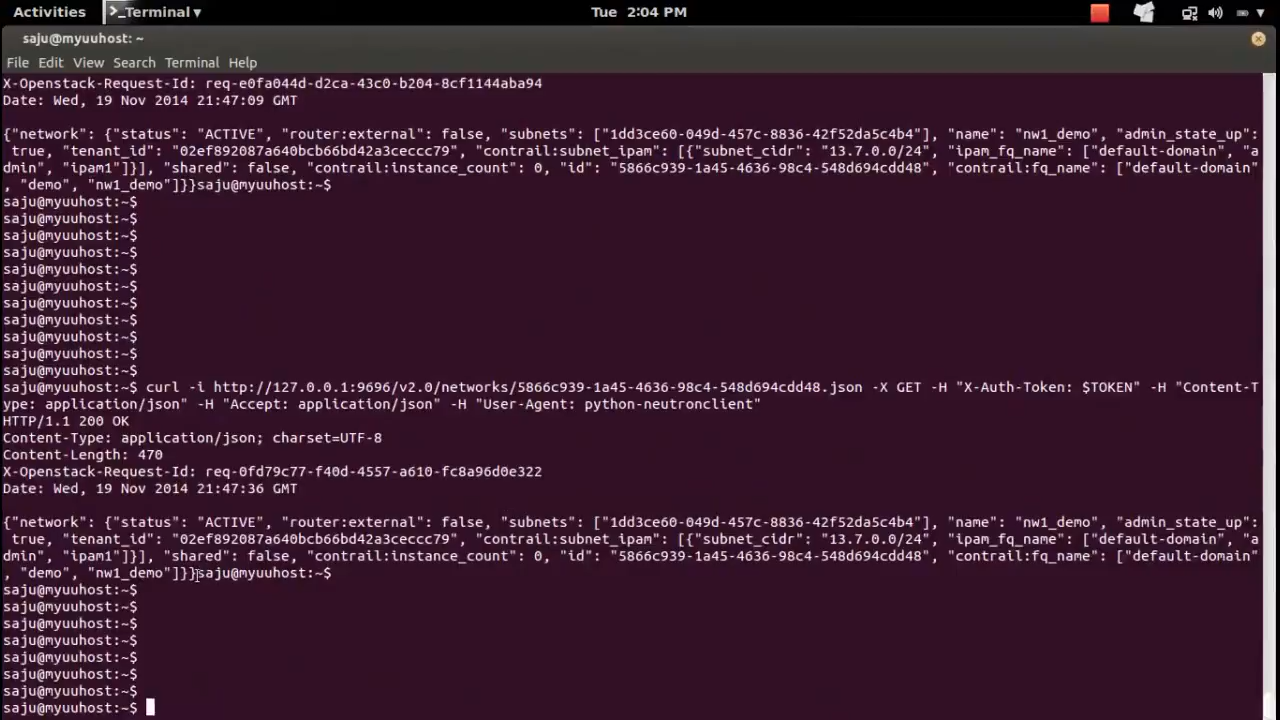 Activities
>_Terminal ▾
Tue 2:04 PM
saju@myuuhost: ~
File Edit View Search Terminal Help
X-Openstack-Request-Id: req-e0fa044d-d2ca-43c0-b204-8cf1144aba94
Date: Wed, 19 Nov 2014 21:47:09 GMT
{"network": {"status": "ACTIVE", "router:external": false, "subnets": ["1dd3ce60-049d-457c-8836-42f52da5c4b4"], "name": "nw1_demo", "admin_state_up":
true, "tenant_id": "02ef892087a640bcb66bd42a3ceccc79", "contrail:subnet_ipam": [{"subnet_cidr": "13.7.0.0/24", "ipam_fq_name": ["default-domain", "a
dmin", "ipam1"]}], "shared": false, "contrail:instance_count": 0, "id": "5866c939-1a45-4636-98c4-548d694cdd48", "contrail:fq_name": ["default-domain"
, "demo", "nw1_demo"]}}saju@myuuhost:~$
saju@myuuhost:~$
saju@myuuhost:~$
saju@myuuhost:~$
saju@myuuhost:~$
saju@myuuhost:~$
saju@myuuhost:~$
saju@myuuhost:~$
saju@myuuhost:~$
saju@myuuhost:~$
saju@myuuhost:~$
saju@myuuhost:~$
saju@myuuhost:~$ curl -i http://127.0.0.1:9696/v2.0/networks/5866c939-1a45-4636-98c4-548d694cdd48.json -X GET -H "X-Auth-Token: $TOKEN" -H "Content-T
ype: application/json" -H "Accept: application/json" -H "User-Agent: python-neutronclient"
HTTP/1.1 200 OK
Content-Type: application/json; charset=UTF-8
Content-Length: 470
X-Openstack-Request-Id: req-0fd79c77-f40d-4557-a610-fc8a96d0e322
Date: Wed, 19 Nov 2014 21:47:36 GMT
{"network": {"status": "ACTIVE", "router:external": false, "subnets": ["1dd3ce60-049d-457c-8836-42f52da5c4b4"], "name": "nw1_demo", "admin_state_up":
true, "tenant_id": "02ef892087a640bcb66bd42a3ceccc79", "contrail:subnet_ipam": [{"subnet_cidr": "13.7.0.0/24", "ipam_fq_name": ["default-domain", "a
dmin", "ipam1"]}], "shared": false, "contrail:instance_count": 0, "id": "5866c939-1a45-4636-98c4-548d694cdd48", "contrail:fq_name": ["default-domain"
, "demo", "nw1_demo"]}}saju@myuuhost:~$
saju@myuuhost:~$
saju@myuuhost:~$
saju@myuuhost:~$
saju@myuuhost:~$
saju@myuuhost:~$
saju@myuuhost:~$
saju@myuuhost:~$
saju@myuuhost:~$